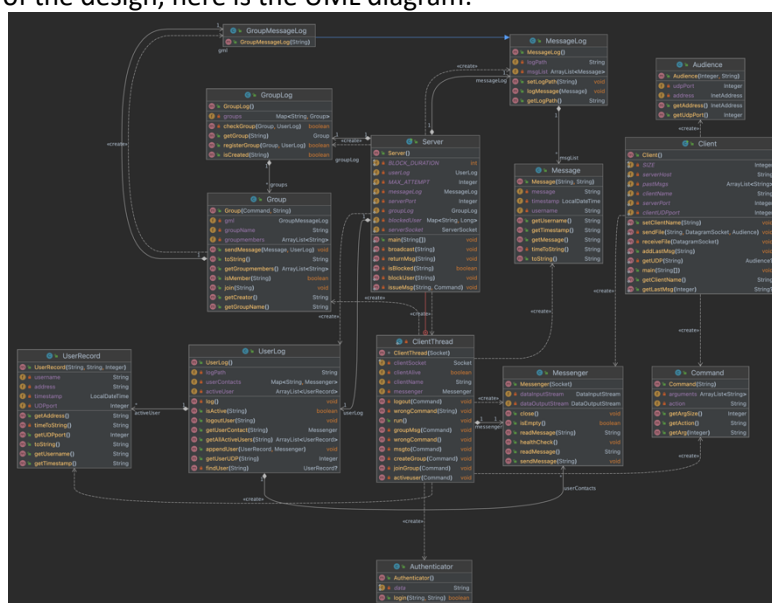 of the design, here is the UML diagram:
GroupMessageLog
GroupMessageLog(String)
gml
«create»
MessageLog
MessageLog()
logPath String
msgList ArrayList<Message>
setLogPath(String) void
logMessage(Message) void
getLogPath() String
«create»
messageLog
Audience
Audience(Integer, String)
udpPort Integer
address InetAddress
getAddress() InetAddress
getUdpPort() Integer
«create»
GroupLog
GroupLog()
groups Map<String, Group>
checkGroup(Group, UserLog) boolean
getGroup(String) Group
registerGroup(Group, UserLog) boolean
isCreated(String) boolean
«create»
groupLog
groups
Server
Server()
BLOCK_DURATION int
userLog UserLog
MAX_ATTEMPT Integer
messageLog MessageLog
serverPort Integer
groupLog GroupLog
blockedUser Map<String, Long>
serverSocket ServerSocket
main(String[]) void
broadcast(String) void
returnMsg(String) void
isBlocked(String) boolean
blockUser(String) void
issueMsg(String, Command) void
msgList
Message
Message(String, String)
message String
timestamp LocalDateTime
username String
getUsername() String
getTimestamp() String
getMessage() String
timeToString() String
toString() String
Client
Client()
SIZE Integer
serverHost String
pastMsgs ArrayList<String>
clientName String
serverPort Integer
clientUDPport Integer
setClientName(String) void
sendFile(String, DatagramSocket, Audience) void
receiveFile(DatagramSocket) void
addLastMsg(String) void
getUDP(String) Audience?
main(String[]) void
getClientName() String
getLastMsg(Integer) String?
Group
Group(Command, String)
gml GroupMessageLog
groupName String
groupmembers ArrayList<String>
sendMessage(Message, UserLog) void
toString() String
getGroupmembers() ArrayList<String>
isMember(String) boolean
join(String) void
getCreator() String
getGroupName() String
«create»
«create»
«create»
«create»
«create»
«create»
UserRecord
UserRecord(String, String, Integer)
username String
address String
timestamp LocalDateTime
UDPport Integer
getAddress() String
timeToString() String
getUDPport() Integer
toString() String
getUsername() String
getTimestamp() String
activeUser
UserLog
UserLog()
logPath String
userContacts Map<String, Messenger>
activeUser ArrayList<UserRecord>
log() void
isActive(String) boolean
logoutUser(String) void
getUserContact(String) Messenger
getAllActiveUsers(String) ArrayList<UserRecord>
appendUser(UserRecord, Messenger) void
getUserUDP(String) Integer
findUser(String) UserRecord?
userLog
ClientThread
ClientThread(Socket)
clientSocket Socket
clientAlive boolean
clientName String
messenger Messenger
logout(Command) void
wrongCommand(String) void
run() void
groupMsg(Command) void
wrongCommand() void
msgto(Command) void
createGroup(Command) void
joinGroup(Command) void
activeuser(Command) void
«create»
messenger
Messenger
Messenger(Socket)
dataInputStream DataInputStream
dataOutputStream DataOutputStream
close() void
isEmpty() boolean
readMessage(String) String
healthCheck() void
readMessage() String
sendMessage(String) void
Command
Command(String)
arguments ArrayList<String>
action String
getArgSize() Integer
getAction() String
getArg(Integer) String
«create»
«create»
userContacts
«create»
Authenticator
Authenticator()
data String
login(String, String) boolean